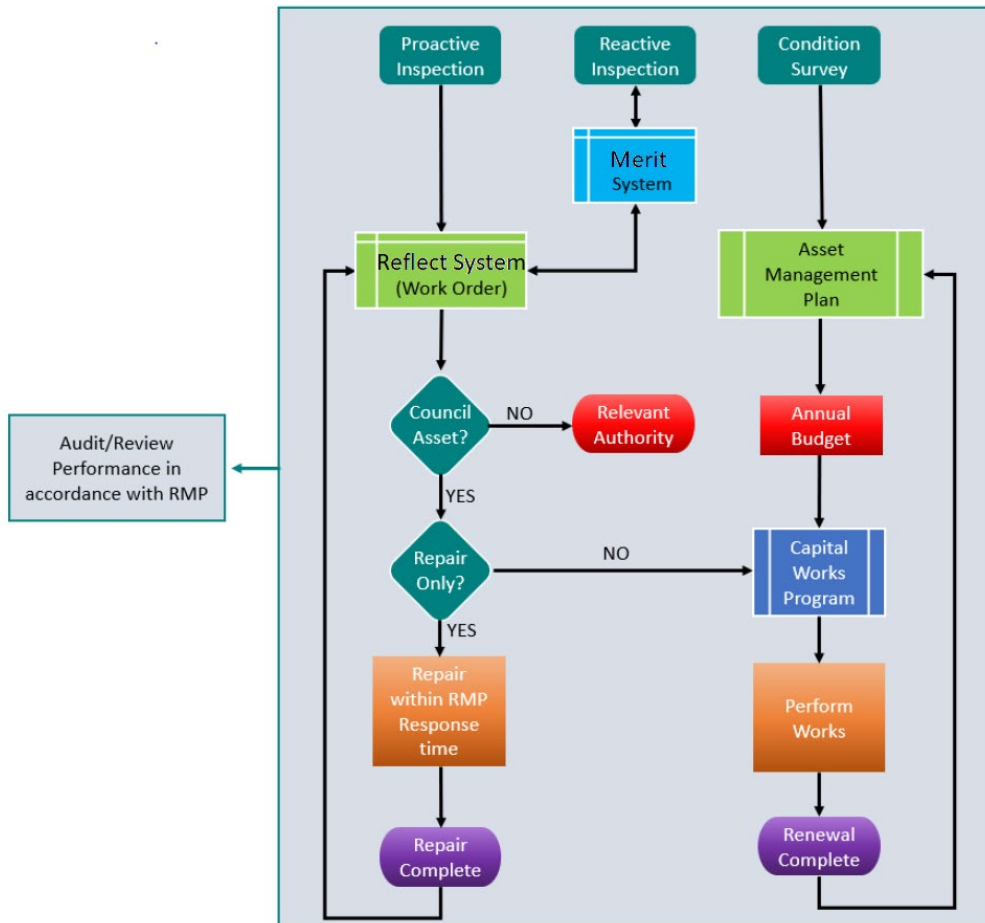 Proactive
Inspection
Reactive
Inspection
Condition
Survey
Merit
System
Reflect System
(Work Order)
Asset
Management
Plan
Council
Asset?
NO
Relevant
Authority
Annual
Budget
Audit/Review
Performance in
accordance with RMP
YES
Repair
Only?
NO
Capital
Works
Program
YES
Repair
within RMP
Response
time
Perform
Works
Repair
Complete
Renewal
Complete